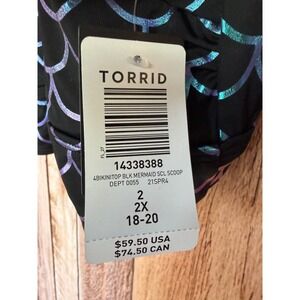 TORRID
FL_37
14338388
4BIKINITOP BLK MERMAID SCL SCOOP
DEPT 0055 21SPR4
2
2X
18-20
$59.50 USA
$74.50 CAN